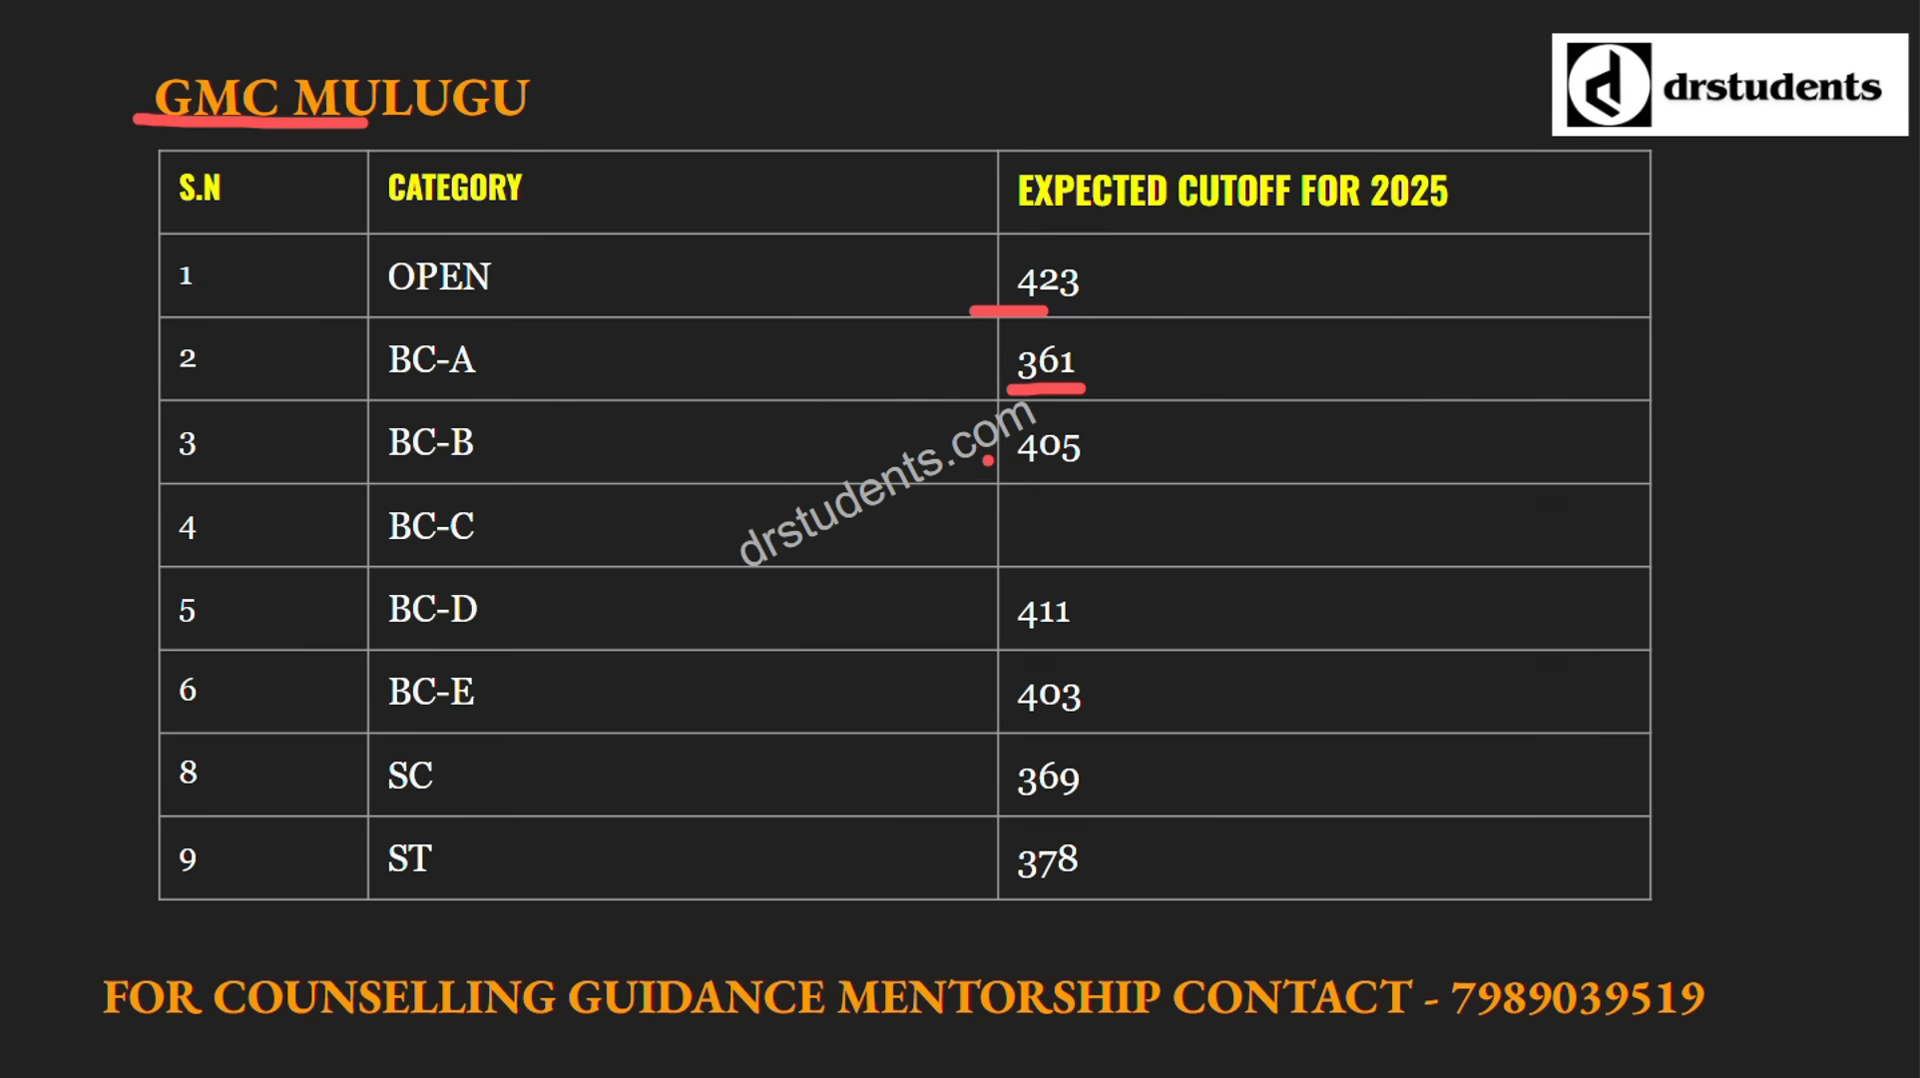 GMC MULUGU
drstudents
S.N CATEGORY EXPECTED CUTOFF FOR 2025
1 OPEN 423
2 BC-A 361
3 BC-B 405
4 BC-C
5 BC-D 411
6 BC-E 403
8 SC 369
9 ST 378
drstudents.com
FOR COUNSELLING GUIDANCE MENTORSHIP CONTACT - 7989039519